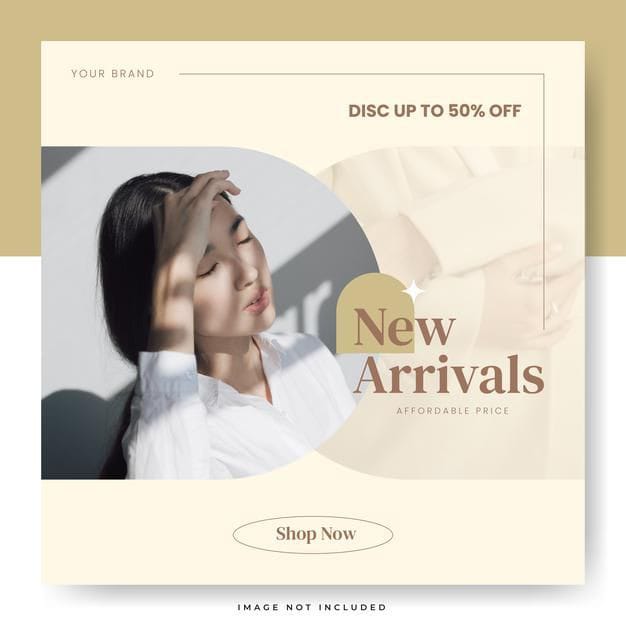 YOUR BRAND
DISC UP TO 50% OFF
New
Arrivals
AFFORDABLE PRICE
Shop Now
IMAGE NOT INCLUDED